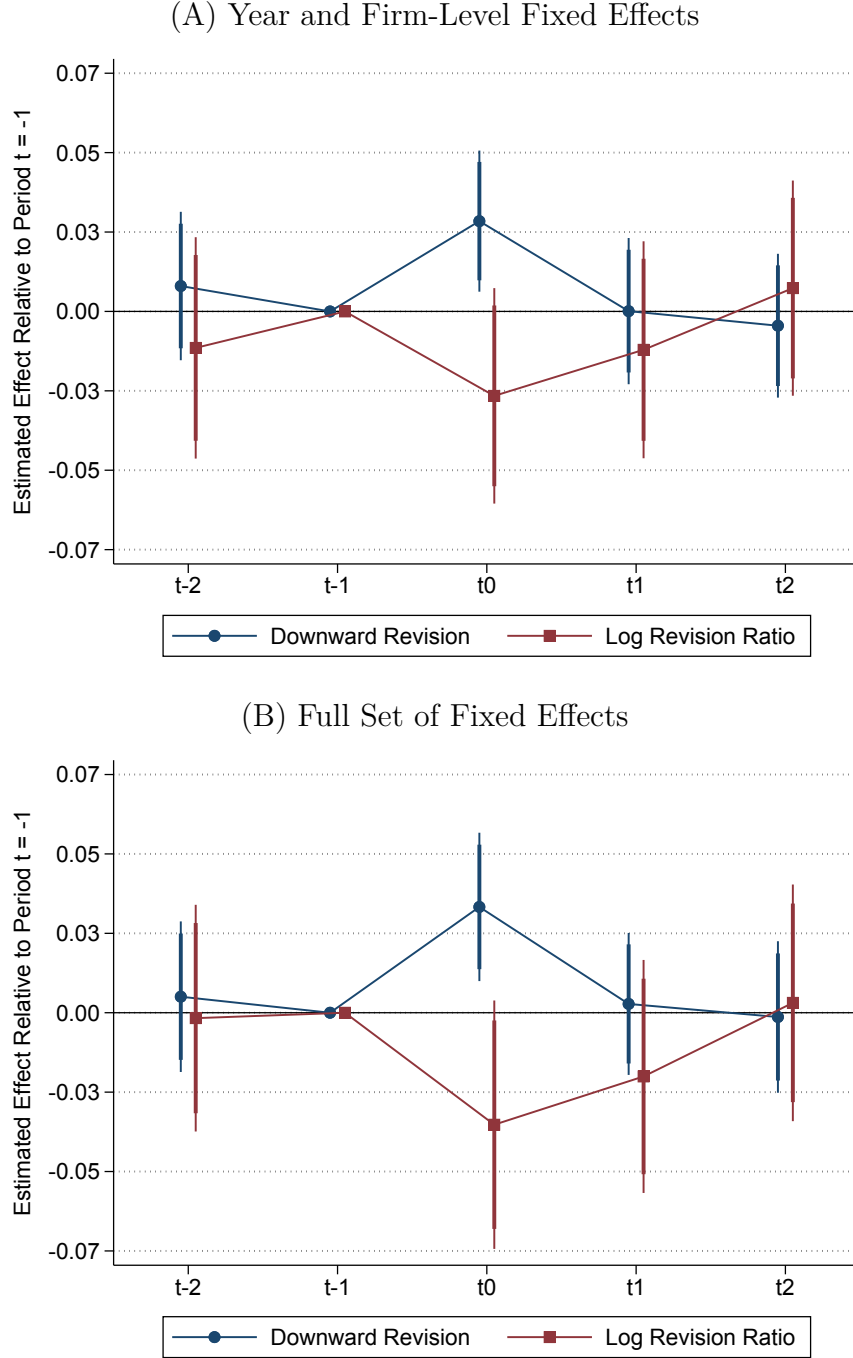 (A) Year and Firm-Level Fixed Effects
Estimated Effect Relative to Period t = -1
0.07
0.05
0.03
0.00
-0.03
-0.05
-0.07
t-2 t-1 t0 t1 t2
Downward Revision Log Revision Ratio
(B) Full Set of Fixed Effects
Estimated Effect Relative to Period t = -1
0.07
0.05
0.03
0.00
-0.03
-0.05
-0.07
t-2 t-1 t0 t1 t2
Downward Revision Log Revision Ratio